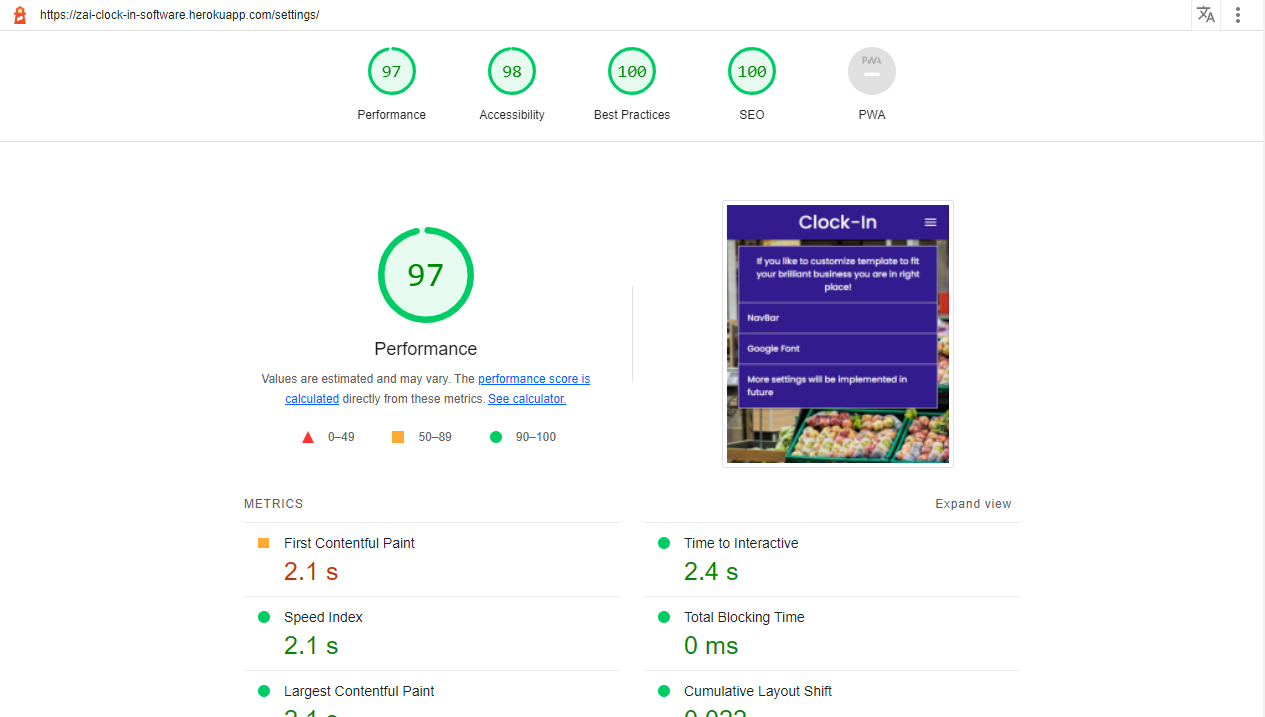 https://zai-clock-in-software.herokuapp.com/settings/
97
98
100
100
PWA
Performance
Accessibility
Best Practices
SEO
PWA
97
Performance
Values are estimated and may vary. The performance score is
calculated directly from these metrics. See calculator.
0–49
50–89
90–100
Clock-In
If you like to customize template to fit
your brilliant business you are in right
place!
NavBar
Google Font
More settings will be implemented in
future
METRICS
Expand view
First Contentful Paint
2.1 s
Time to Interactive
2.4 s
Speed Index
2.1 s
Total Blocking Time
0 ms
Largest Contentful Paint
Cumulative Layout Shift